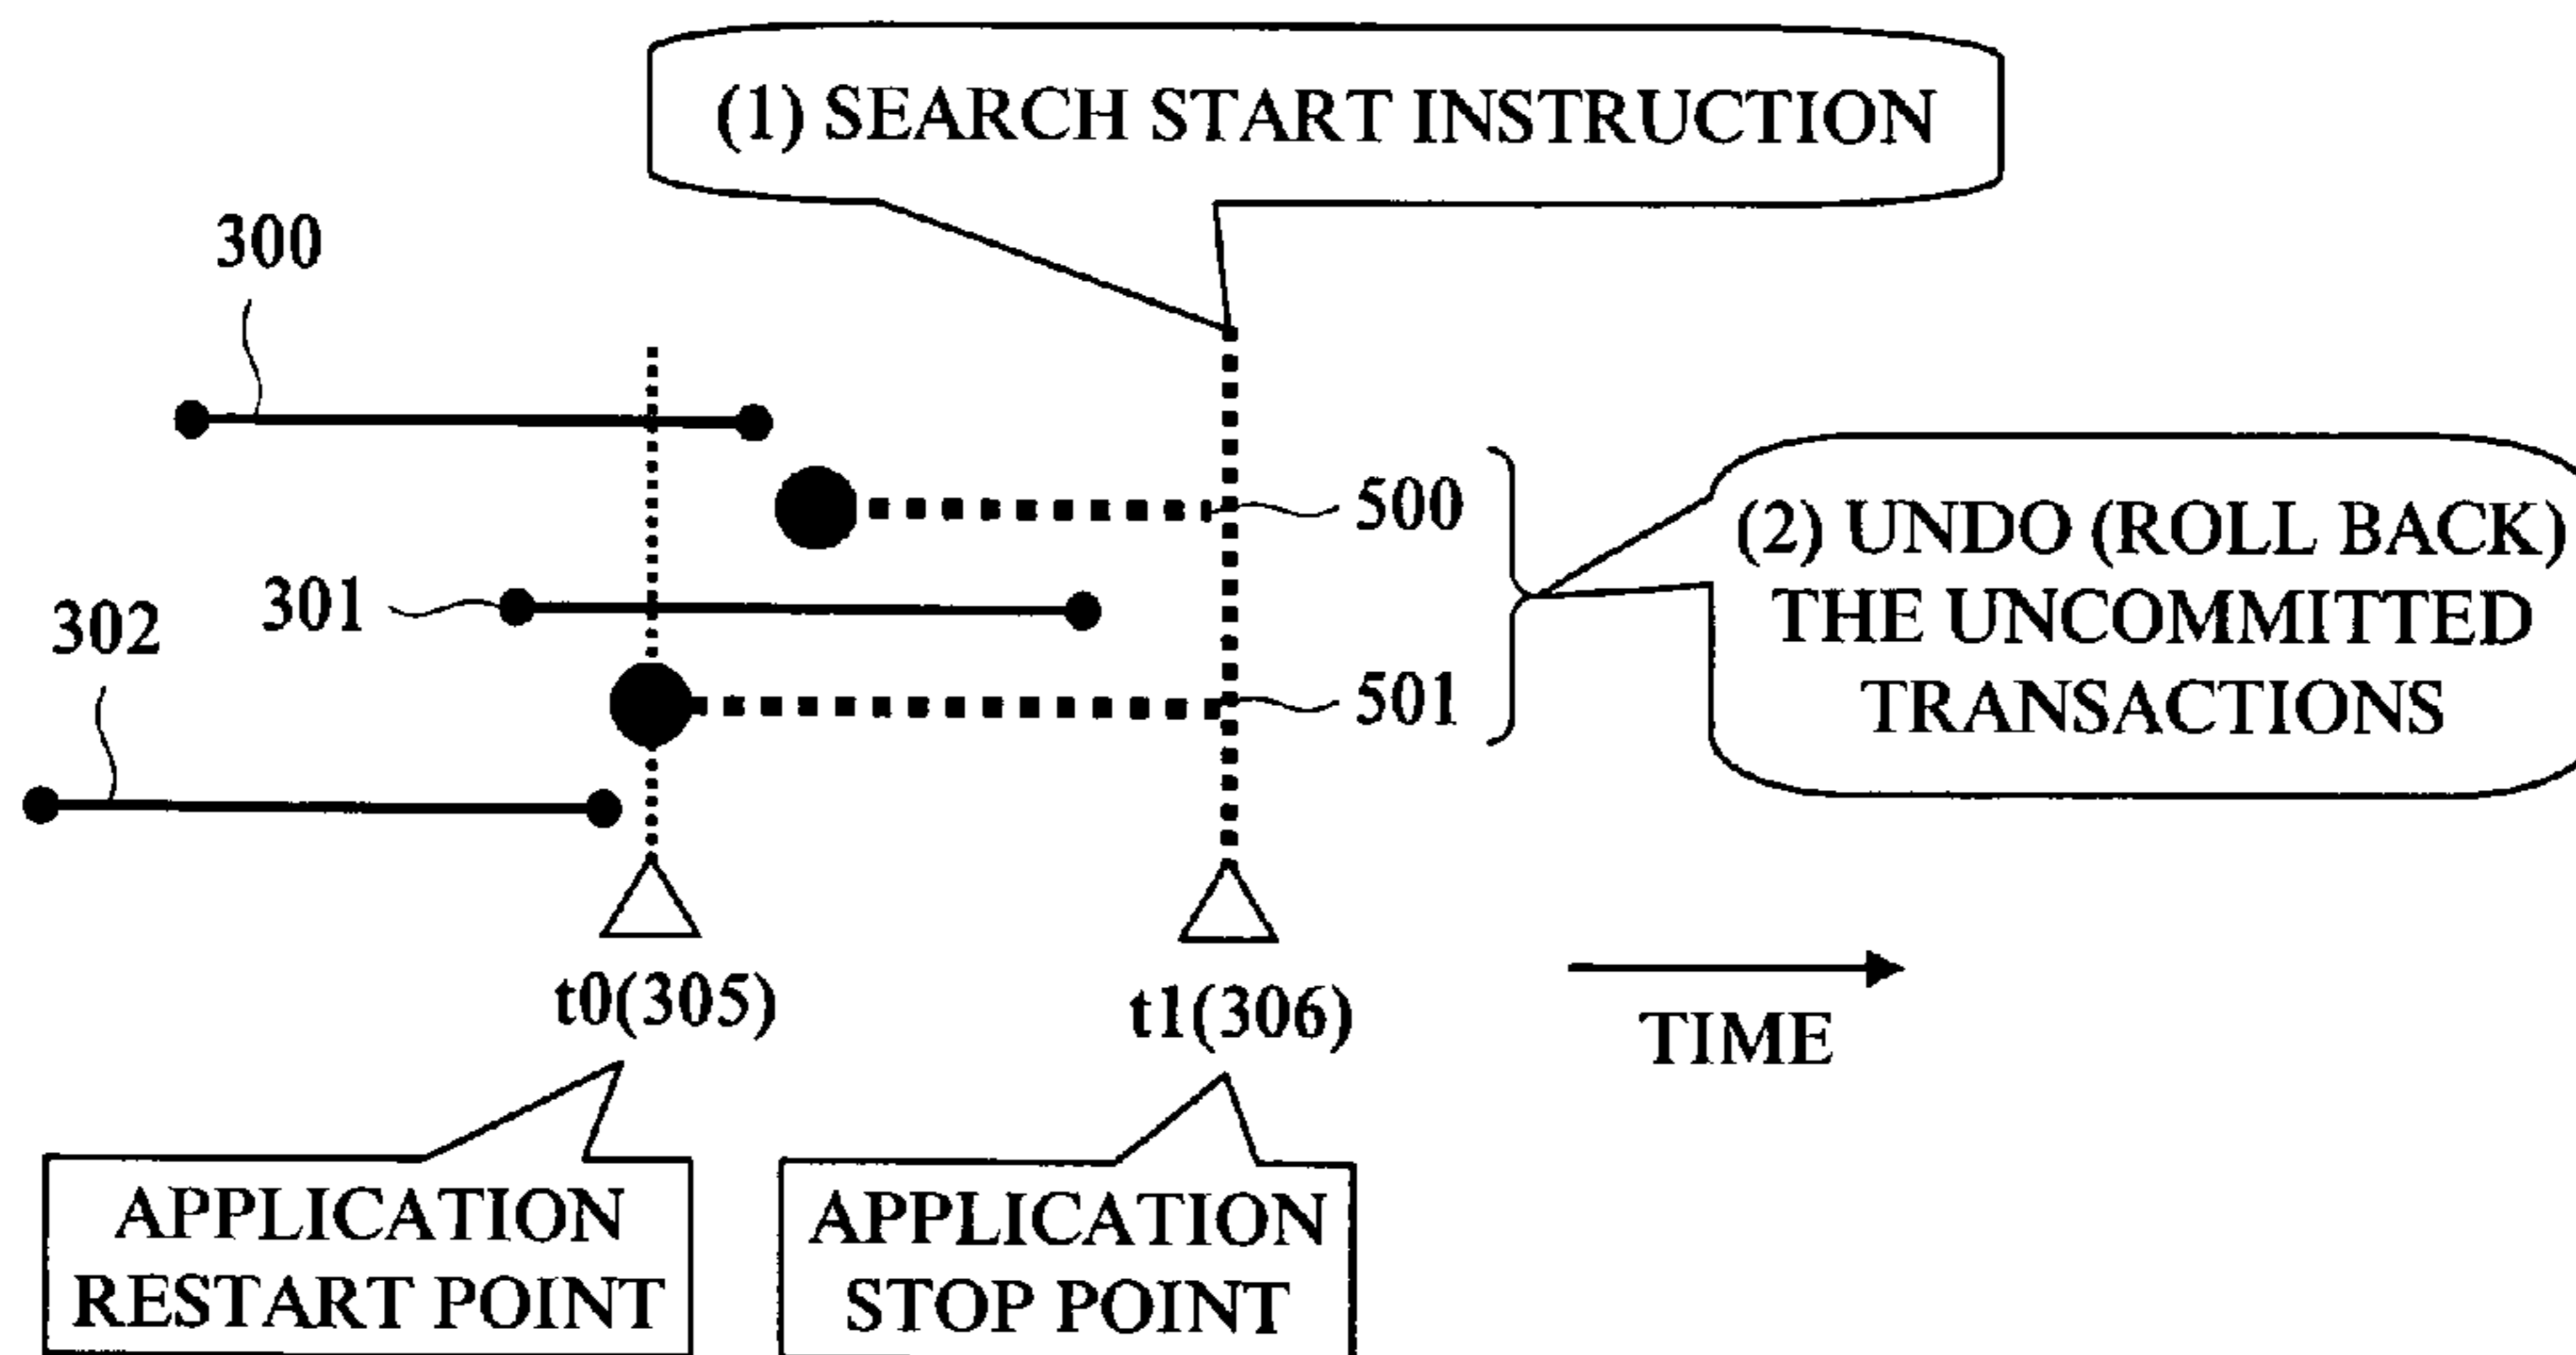 (1) SEARCH START INSTRUCTION
300
500
(2) UNDO (ROLL BACK)
THE UNCOMMITTED
TRANSACTIONS
301
302
501
t0(305)
t1(306)
TIME
APPLICATION
RESTART POINT
APPLICATION
STOP POINT